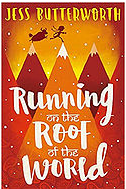 JESS BUTTERWORTH
Running
on the
ROOF
of the
WORLD